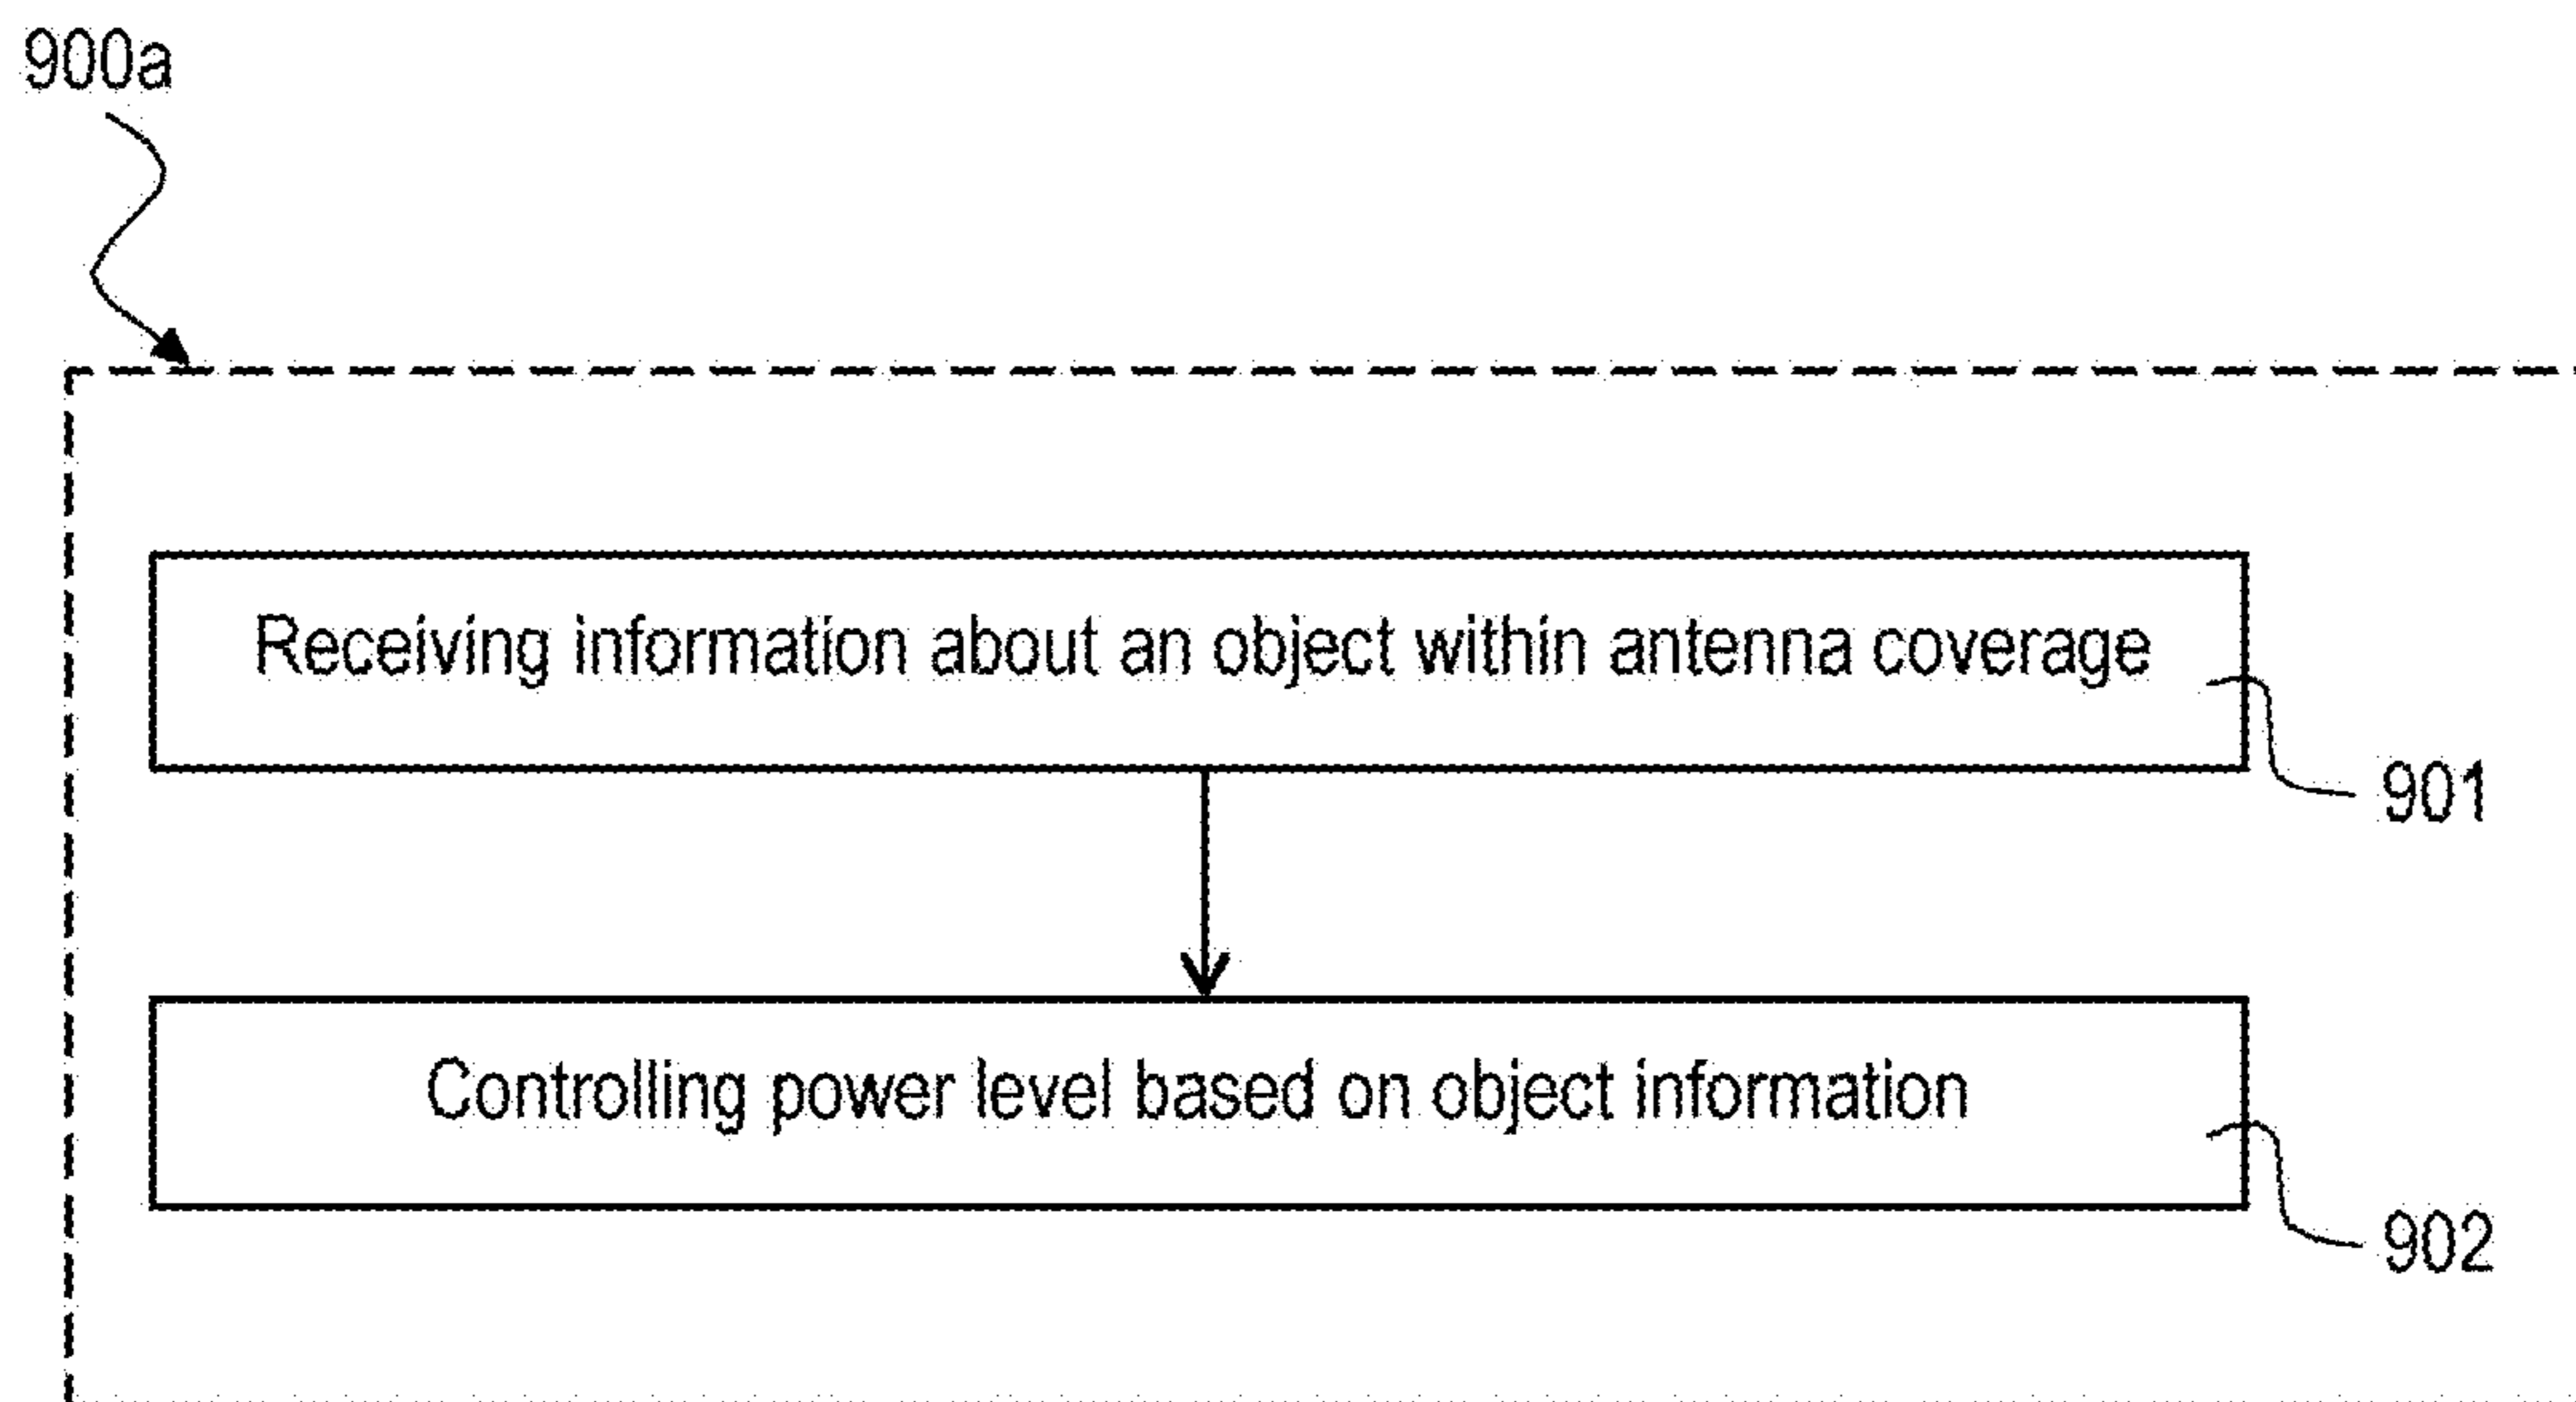 900a
Receiving information about an object within antenna coverage
901
Controlling power level based on object information
902